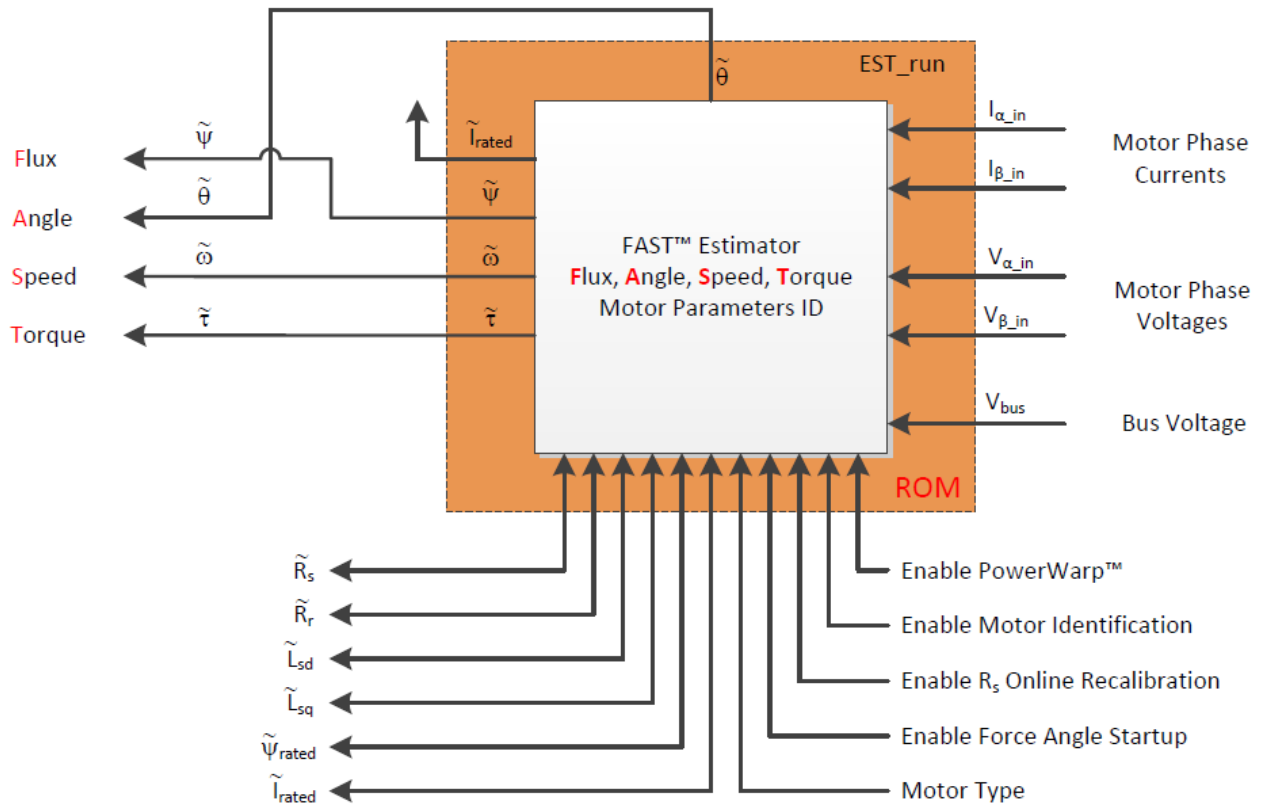 EST_run
θ̃
Ĩrated
ψ̃
ψ̃
Flux
θ̃
Angle
ω̃
ω̃
Speed
τ̃
τ̃
Torque
FAST™ Estimator
Flux, Angle, Speed, Torque
Motor Parameters ID
Iα_in
Iβ_in
Motor Phase
Currents
Vα_in
Vβ_in
Motor Phase
Voltages
Vbus
Bus Voltage
ROM
R̃s
R̃r
L̃sd
L̃sq
ψ̃rated
Ĩrated
Enable PowerWarp™
Enable Motor Identification
Enable Rs Online Recalibration
Enable Force Angle Startup
Motor Type